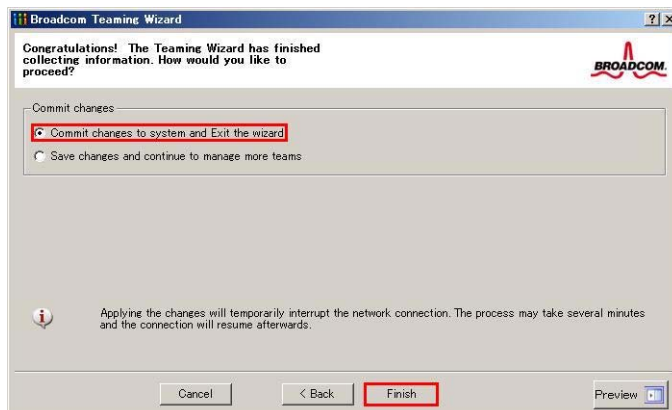 Broadcom Teaming Wizard
Congratulations! The Teaming Wizard has finished
collecting information. How would you like to
proceed?
BROADCOM.
Commit changes
Commit changes to system and Exit the wizard
Save changes and continue to manage more teams
Applying the changes will temporarily interrupt the network connection. The process may take several minutes
and the connection will resume afterwards.
Cancel
< Back
Finish
Preview